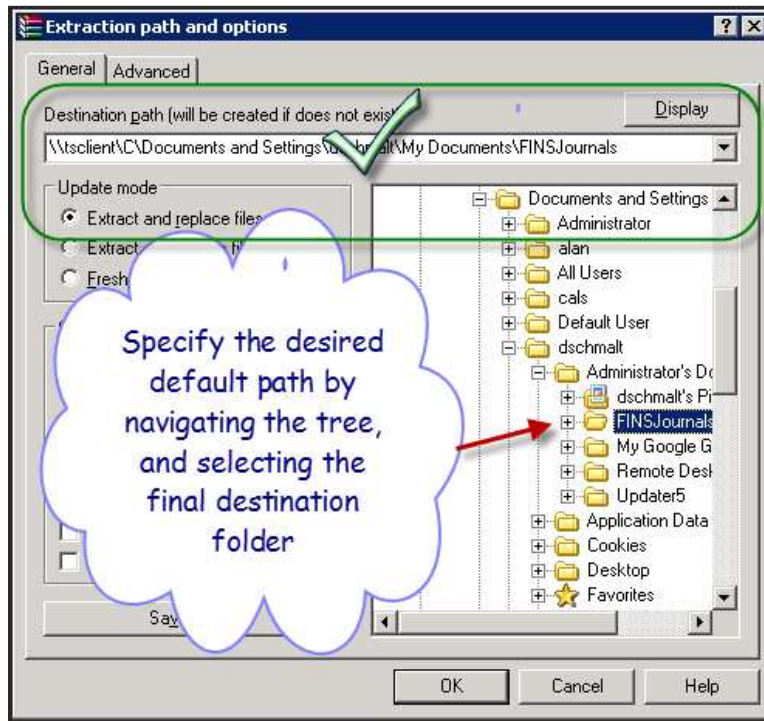 Extraction path and options
General
Advanced
Destination path (will be created if does not exist
Display
\\tsclient\C\Documents and Settings\dschmalt\My Documents\FINSJournals
Update mode
Extract and replace files
Extract
Fresh
Documents and Settings
Administrator
alan
All Users
cals
Default User
dschmalt
Administrator's Do
dschmalt's Pi
FINSJournals
My Google G
Remote Desk
Updater5
Application Data
Cookies
Desktop
Favorites
Specify the desired
default path by
navigating the tree,
and selecting the
final destination
folder
Sav
OK
Cancel
Help